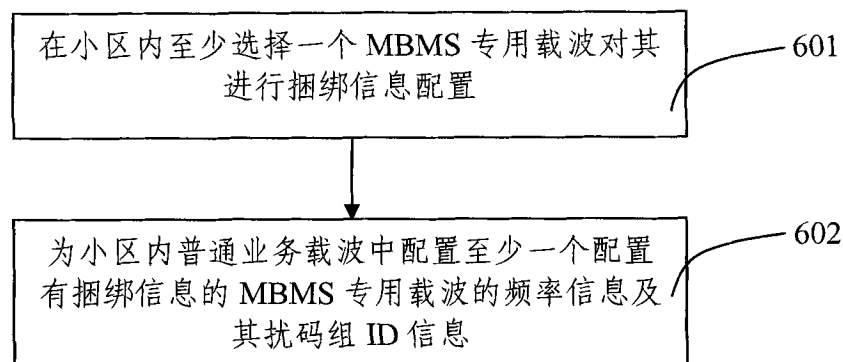 在小区内至少选择一个 MBMS 专用载波对其
进行捆绑信息配置
601
为小区内普通业务载波中配置至少一个配置
有捆绑信息的 MBMS 专用载波的频率信息及
其扰码组 ID 信息
602